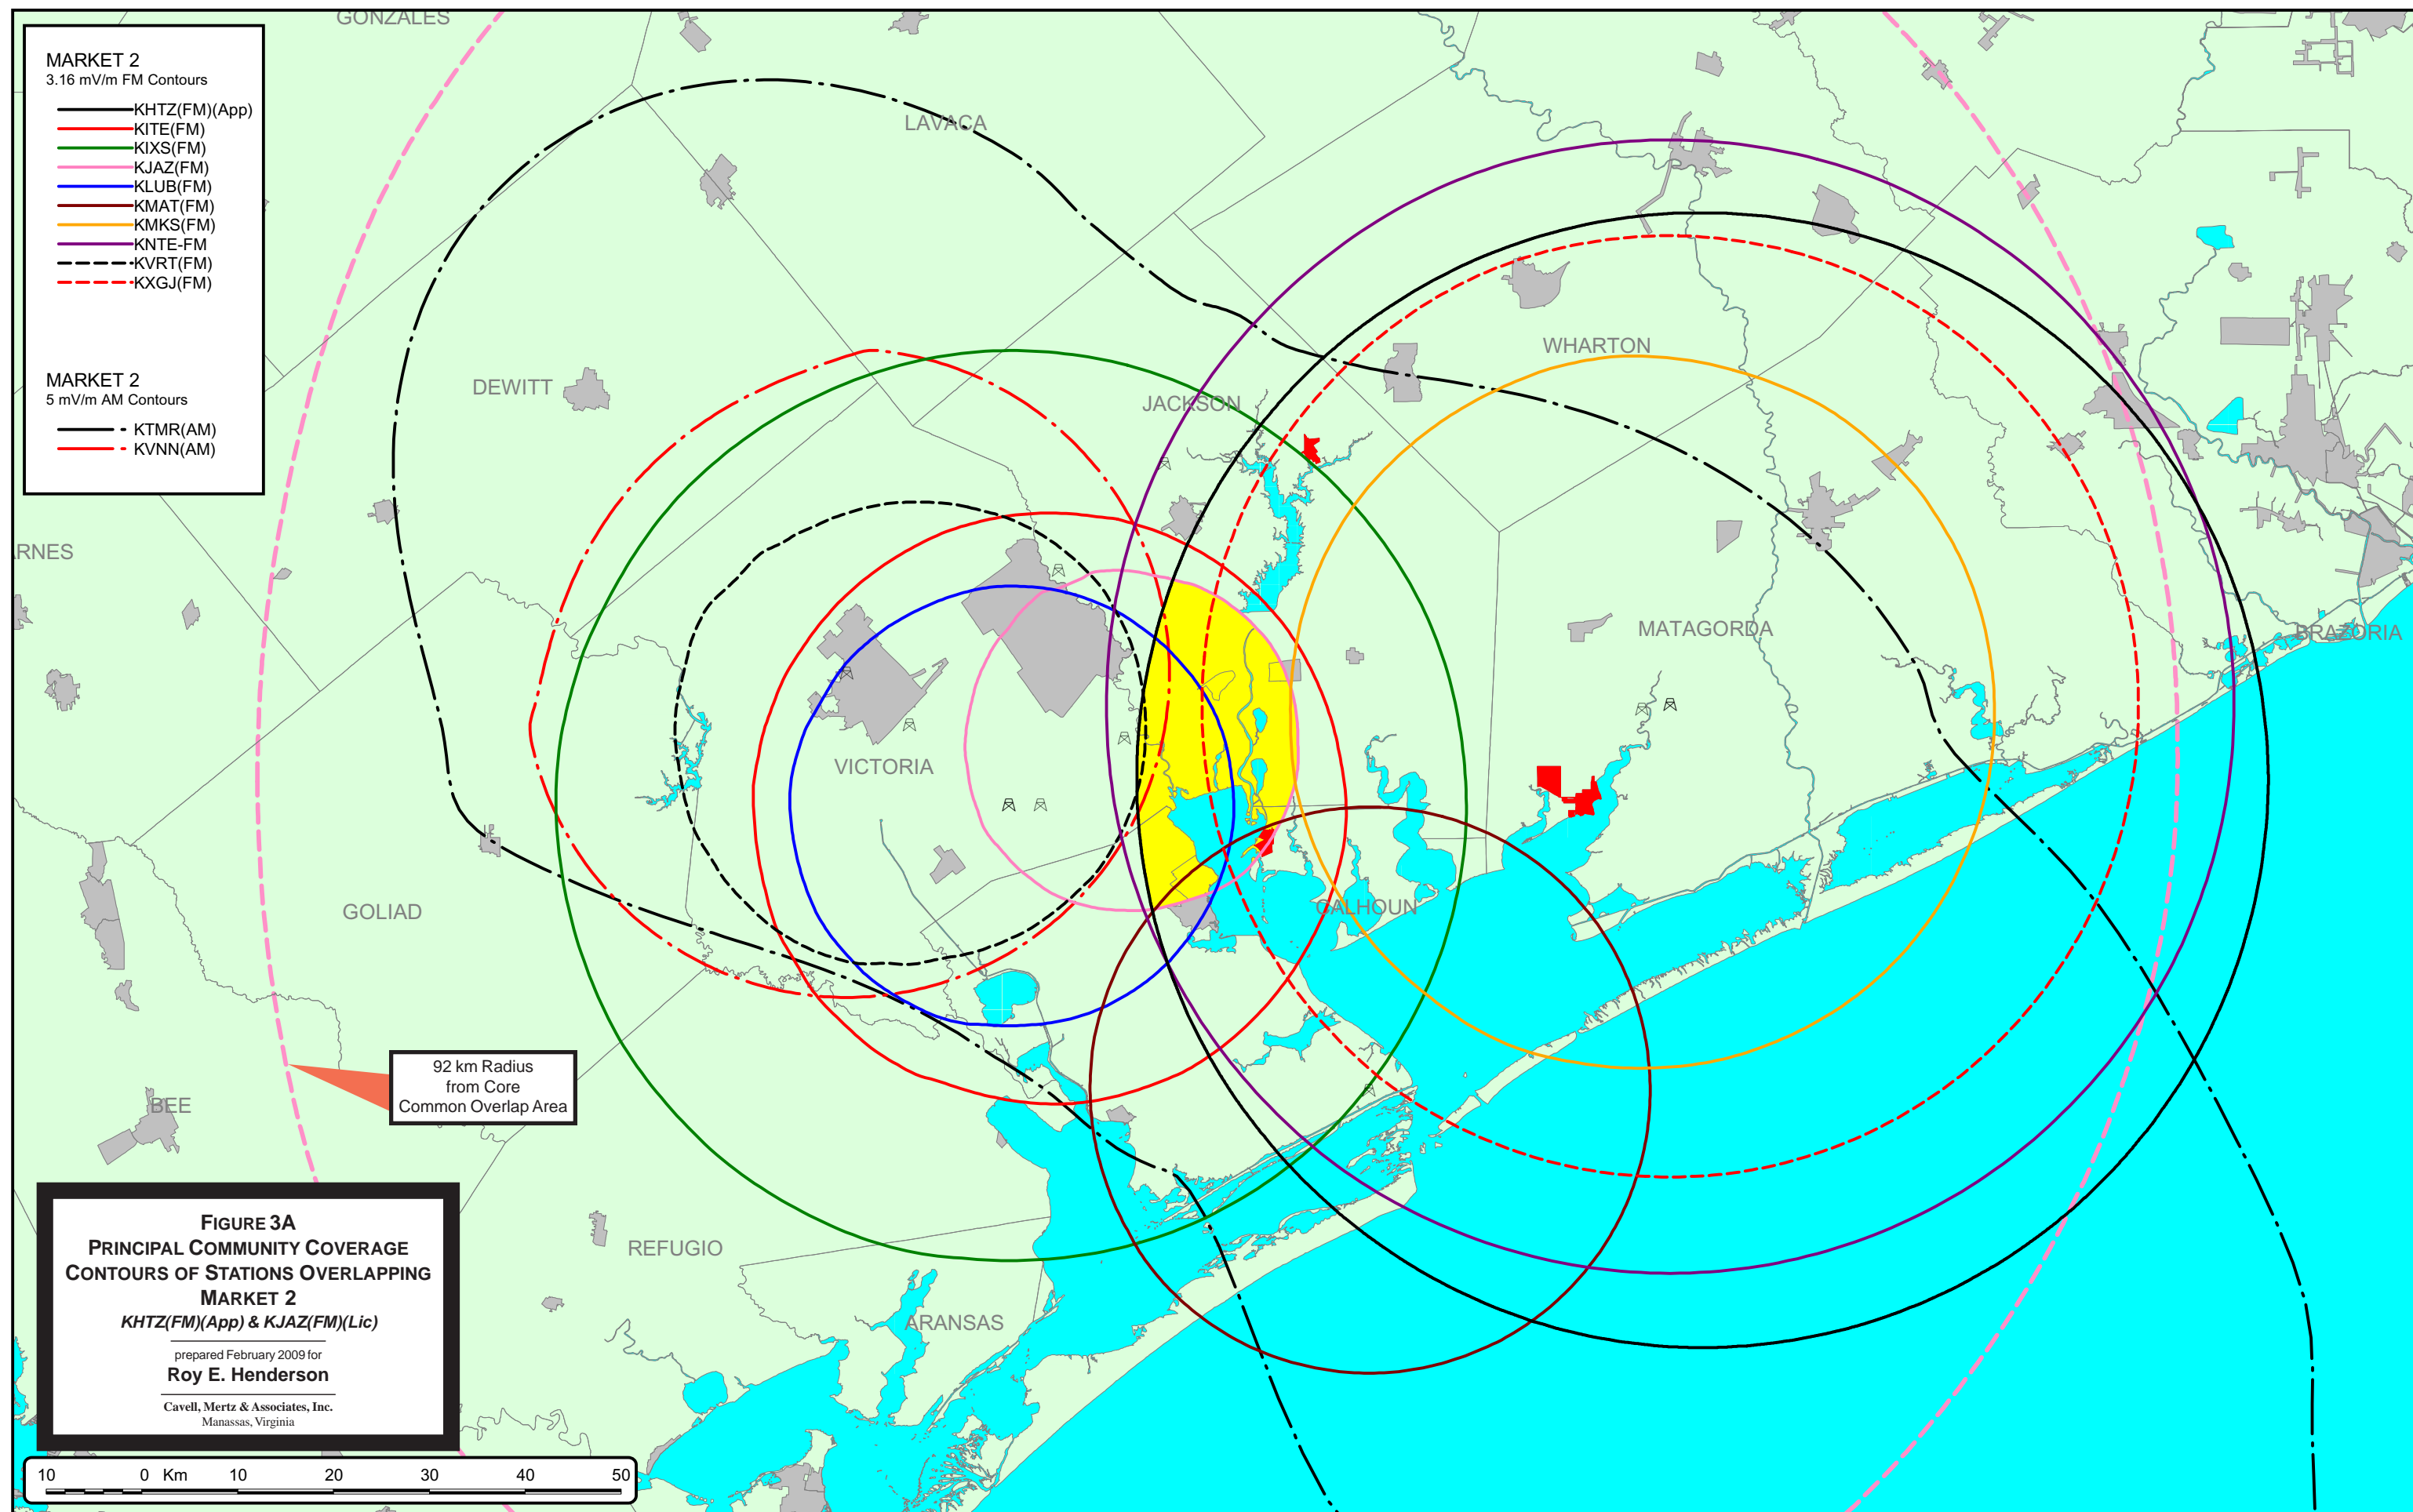 GONZALES
MARKET 2
3.16 mV/m FM Contours
KHTZ(FM)(App)
KITE(FM)
KIXS(FM)
KJAZ(FM)
KLUB(FM)
KMAT(FM)
KMKS(FM)
KNTE-FM
KVRT(FM)
KXGJ(FM)
MARKET 2
5 mV/m AM Contours
KTMR(AM)
KVNN(AM)
LAVACA
WHARTON
DEWITT
JACKSON
ARNES
MATAGORDA
BRAZORIA
VICTORIA
GOLIAD
CALHOUN
92 km Radius
from Core
Common Overlap Area
BEE
REFUGIO
ARANSAS
FIGURE 3A
PRINCIPAL COMMUNITY COVERAGE
CONTOURS OF STATIONS OVERLAPPING
MARKET 2
KHTZ(FM)(App) & KJAZ(FM)(Lic)
prepared February 2009 for
Roy E. Henderson
Cavell, Mertz & Associates, Inc.
Manassas, Virginia
10 0 Km 10 20 30 40 50